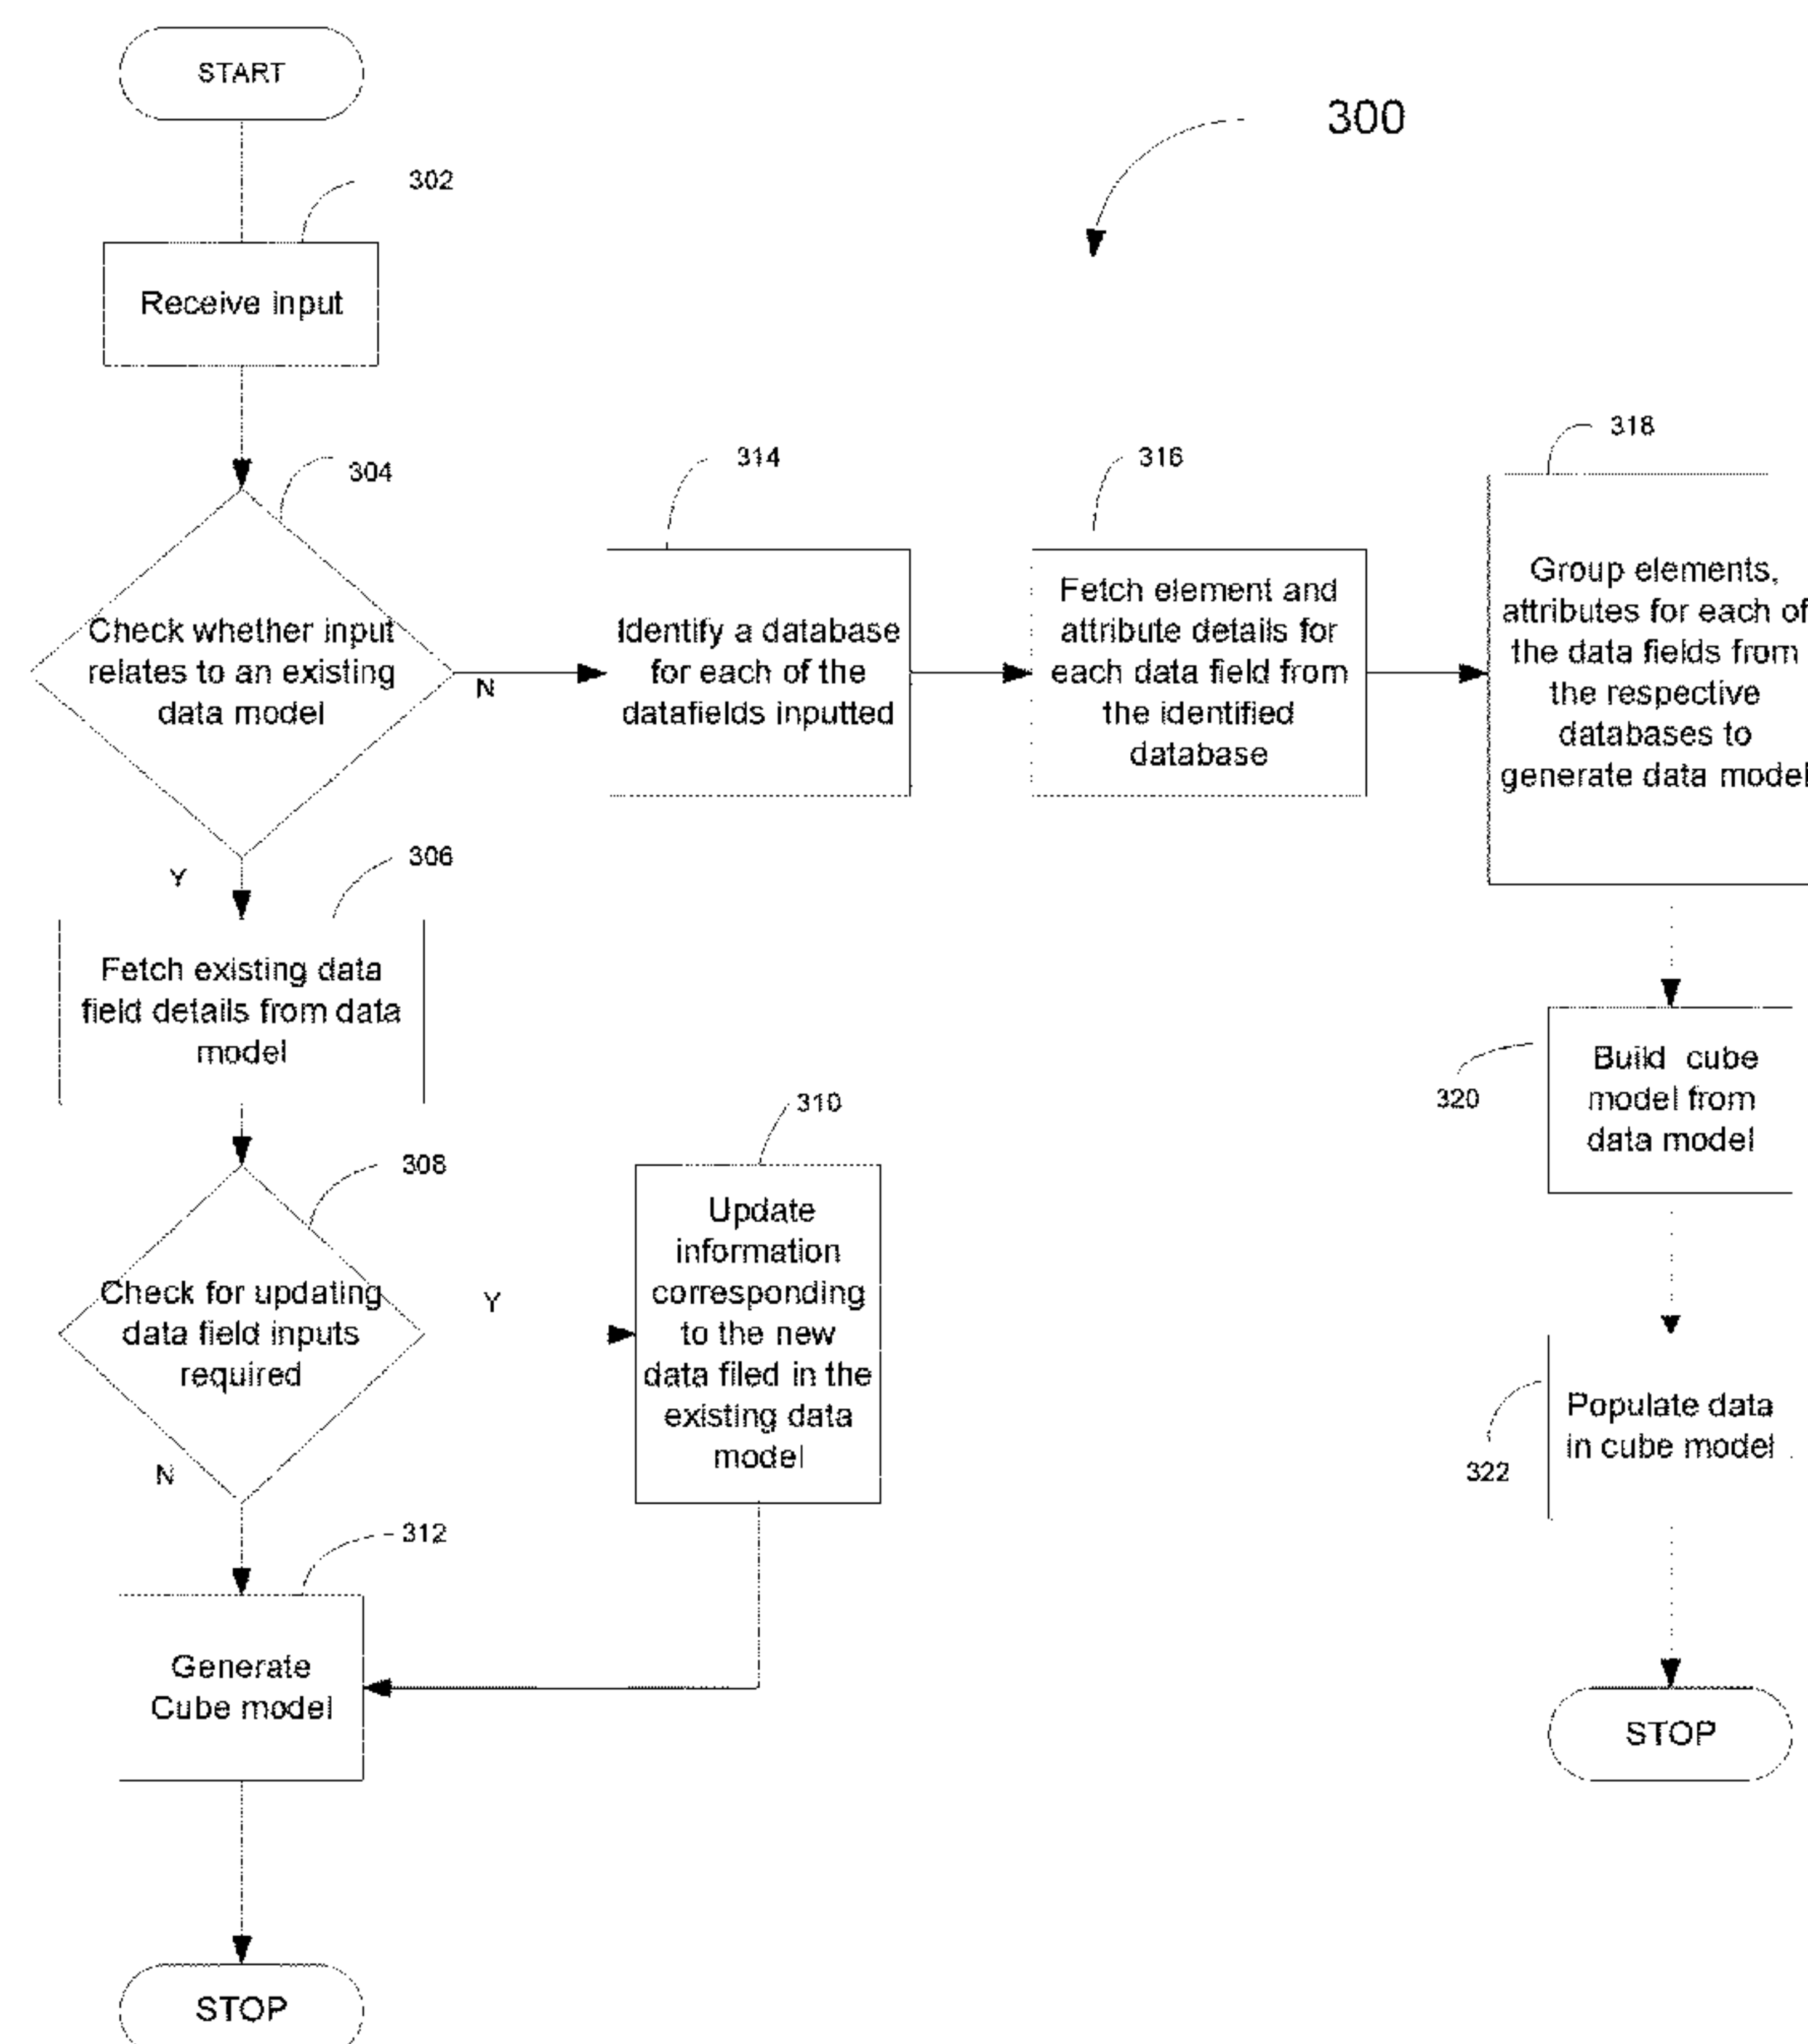 START
300
302
Receive input
304
Check whether input
relates to an existing
data model
N
Y
314
Identify a database
for each of the
datafields inputted
316
Fetch element and
attribute details for
each data field from
the identified
database
318
Group elements,
attributes for each of
the data fields from
the respective
databases to
generate data model
306
Fetch existing data
field details from data
model
308
Check for updating
data field inputs
required
Y
N
310
Update
information
corresponding
to the new
data filed in the
existing data
model
312
Generate
Cube model
STOP
320
Build cube
model from
data model
322
Populate data
in cube model
STOP